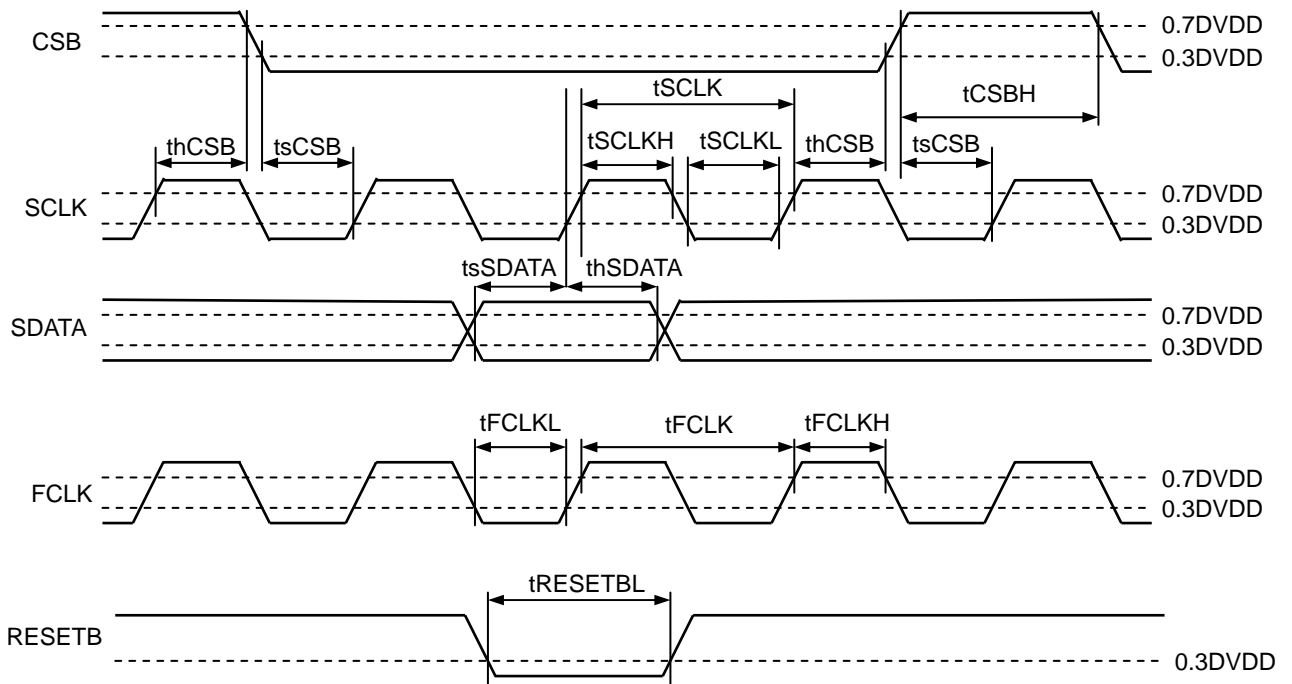 CSB
0.7DVDD
0.3DVDD
tSCLK
tCSBH
thCSB
tsCSB
tSCLKH
tSCLKL
thCSB
tsCSB
SCLK
0.7DVDD
0.3DVDD
tsSDATA
thSDATA
SDATA
0.7DVDD
0.3DVDD
tFCLKL
tFCLK
tFCLKH
FCLK
0.7DVDD
0.3DVDD
tRESETBL
RESETB
0.3DVDD